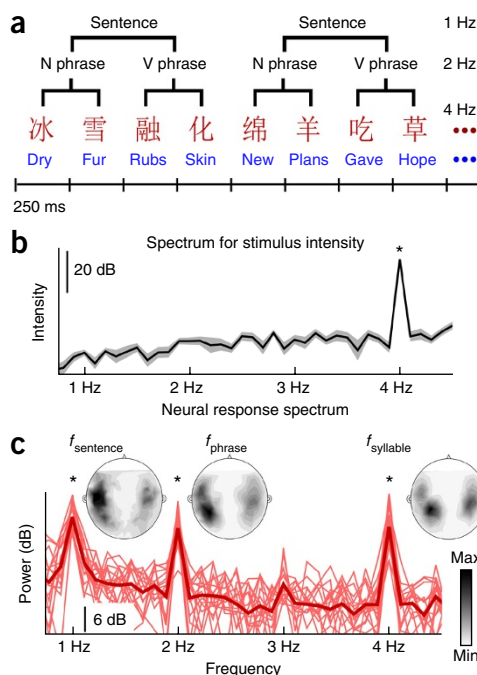 a
Sentence Sentence 1 Hz
N phrase V phrase N phrase V phrase 2 Hz
4 Hz
冰 雪 融 化 绵 羊 吃 草 •••
Dry Fur Rubs Skin New Plans Gave Hope •••
250 ms
b
Spectrum for stimulus intensity
*
20 dB
Intensity
1 Hz 2 Hz 3 Hz 4 Hz
Neural response spectrum
c
fsentence fphrase fsyllable
* * *
Power (dB)
6 dB
Max
Min
1 Hz 2 Hz 3 Hz 4 Hz
Frequency